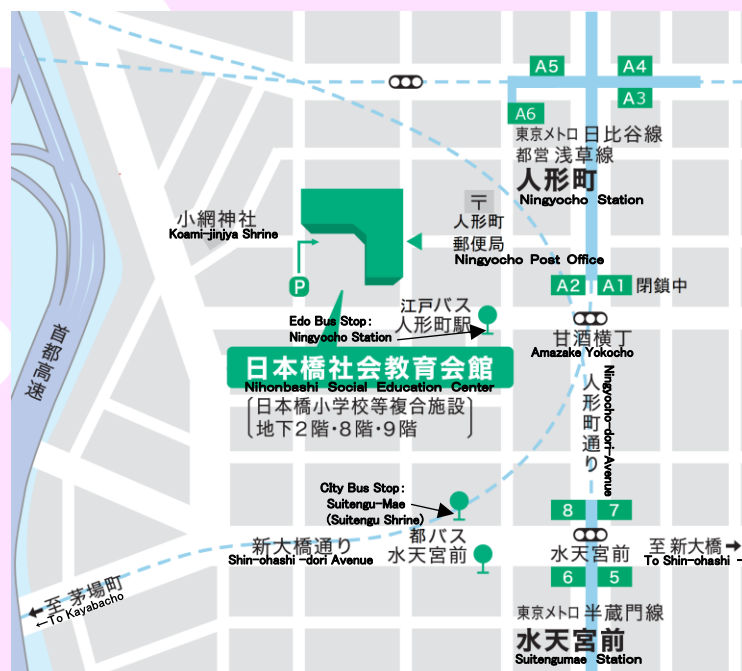 A5
A4
A3
A6
東京メトロ 日比谷線
都営 浅草線
人形町
Ningyocho Station
〒
人形町
郵便局
Ningyocho Post Office
小網神社
Koami-jinjya Shrine
P
A2
A1
閉鎖中
江戸バス
人形町駅
Edo Bus Stop:
Ningyocho Station
甘酒横丁
Amazake Yokocho
首都高速
日本橋社会教育会館
Nihonbashi Social Education Center
日本橋小学校等複合施設
地下2階・8階・9階
人形町通り
Ningyocho-dori-Avenue
City Bus Stop:
Suitengu-Mae
(Suitengu Shrine)
8
7
新大橋通り
Shin-ohashi -dori Avenue
都バス
水天宮前
水天宮前
至 新大橋→
To Shin-ohashi -
6
5
←至 茅場町
←To Kayabacho
東京メトロ 半蔵門線
水天宮前
Suitengumae Station